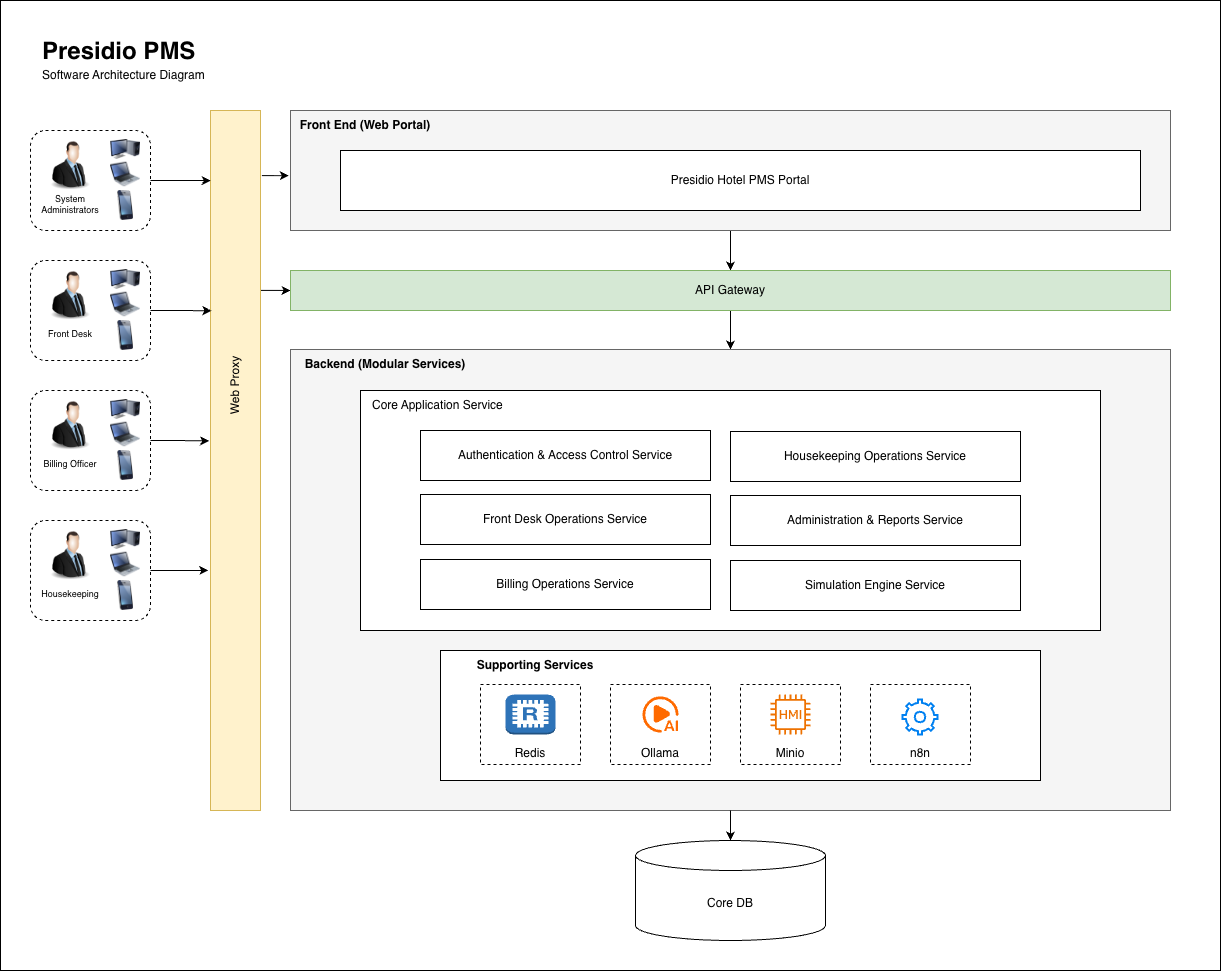 Presidio PMS
Software Architecture Diagram
Front End (Web Portal)
Presidio Hotel PMS Portal
System
Administrators
Front Desk
API Gateway
Web Proxy
Backend (Modular Services)
Core Application Service
Authentication & Access Control Service
Housekeeping Operations Service
Billing Officer
Front Desk Operations Service
Administration & Reports Service
Billing Operations Service
Simulation Engine Service
Housekeeping
Supporting Services
R
AI
HMI
Redis
Ollama
Minio
n8n
Core DB